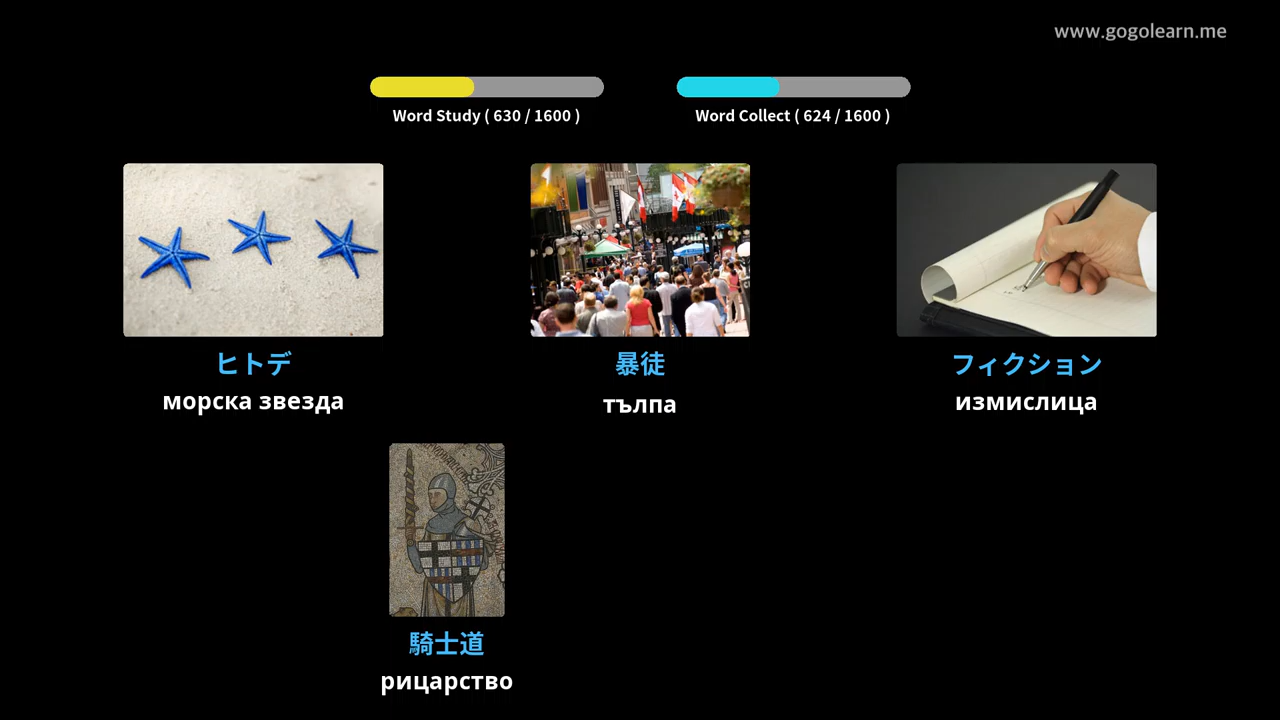 www.gogolearn.me
Word Study ( 630 / 1600 )
Word Collect ( 624 / 1600 )
ヒトデ
морска звезда
暴徒
тълпа
フィクション
измислица
騎士道
рицарство